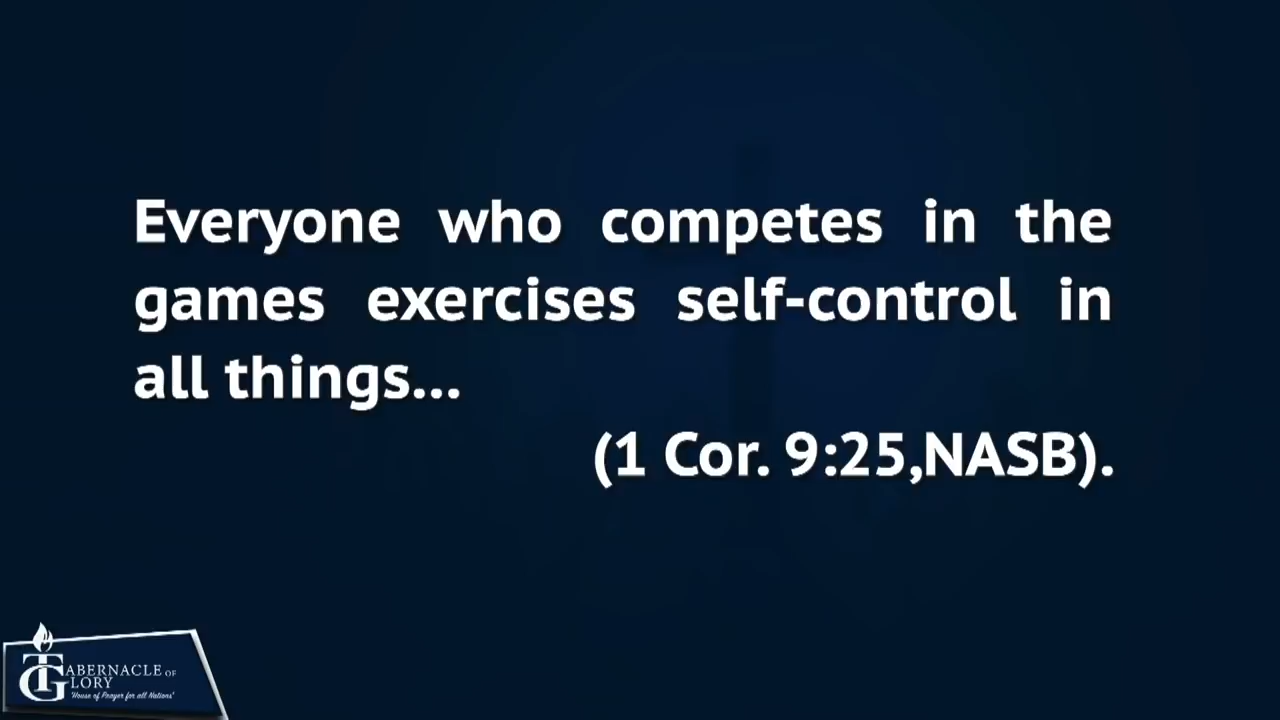 Everyone who competes in the
games exercises self-control in
all things...
(1 Cor. 9:25,NASB).
TABERNACLE OF
GLORY
'House of Prayer for all Nations'